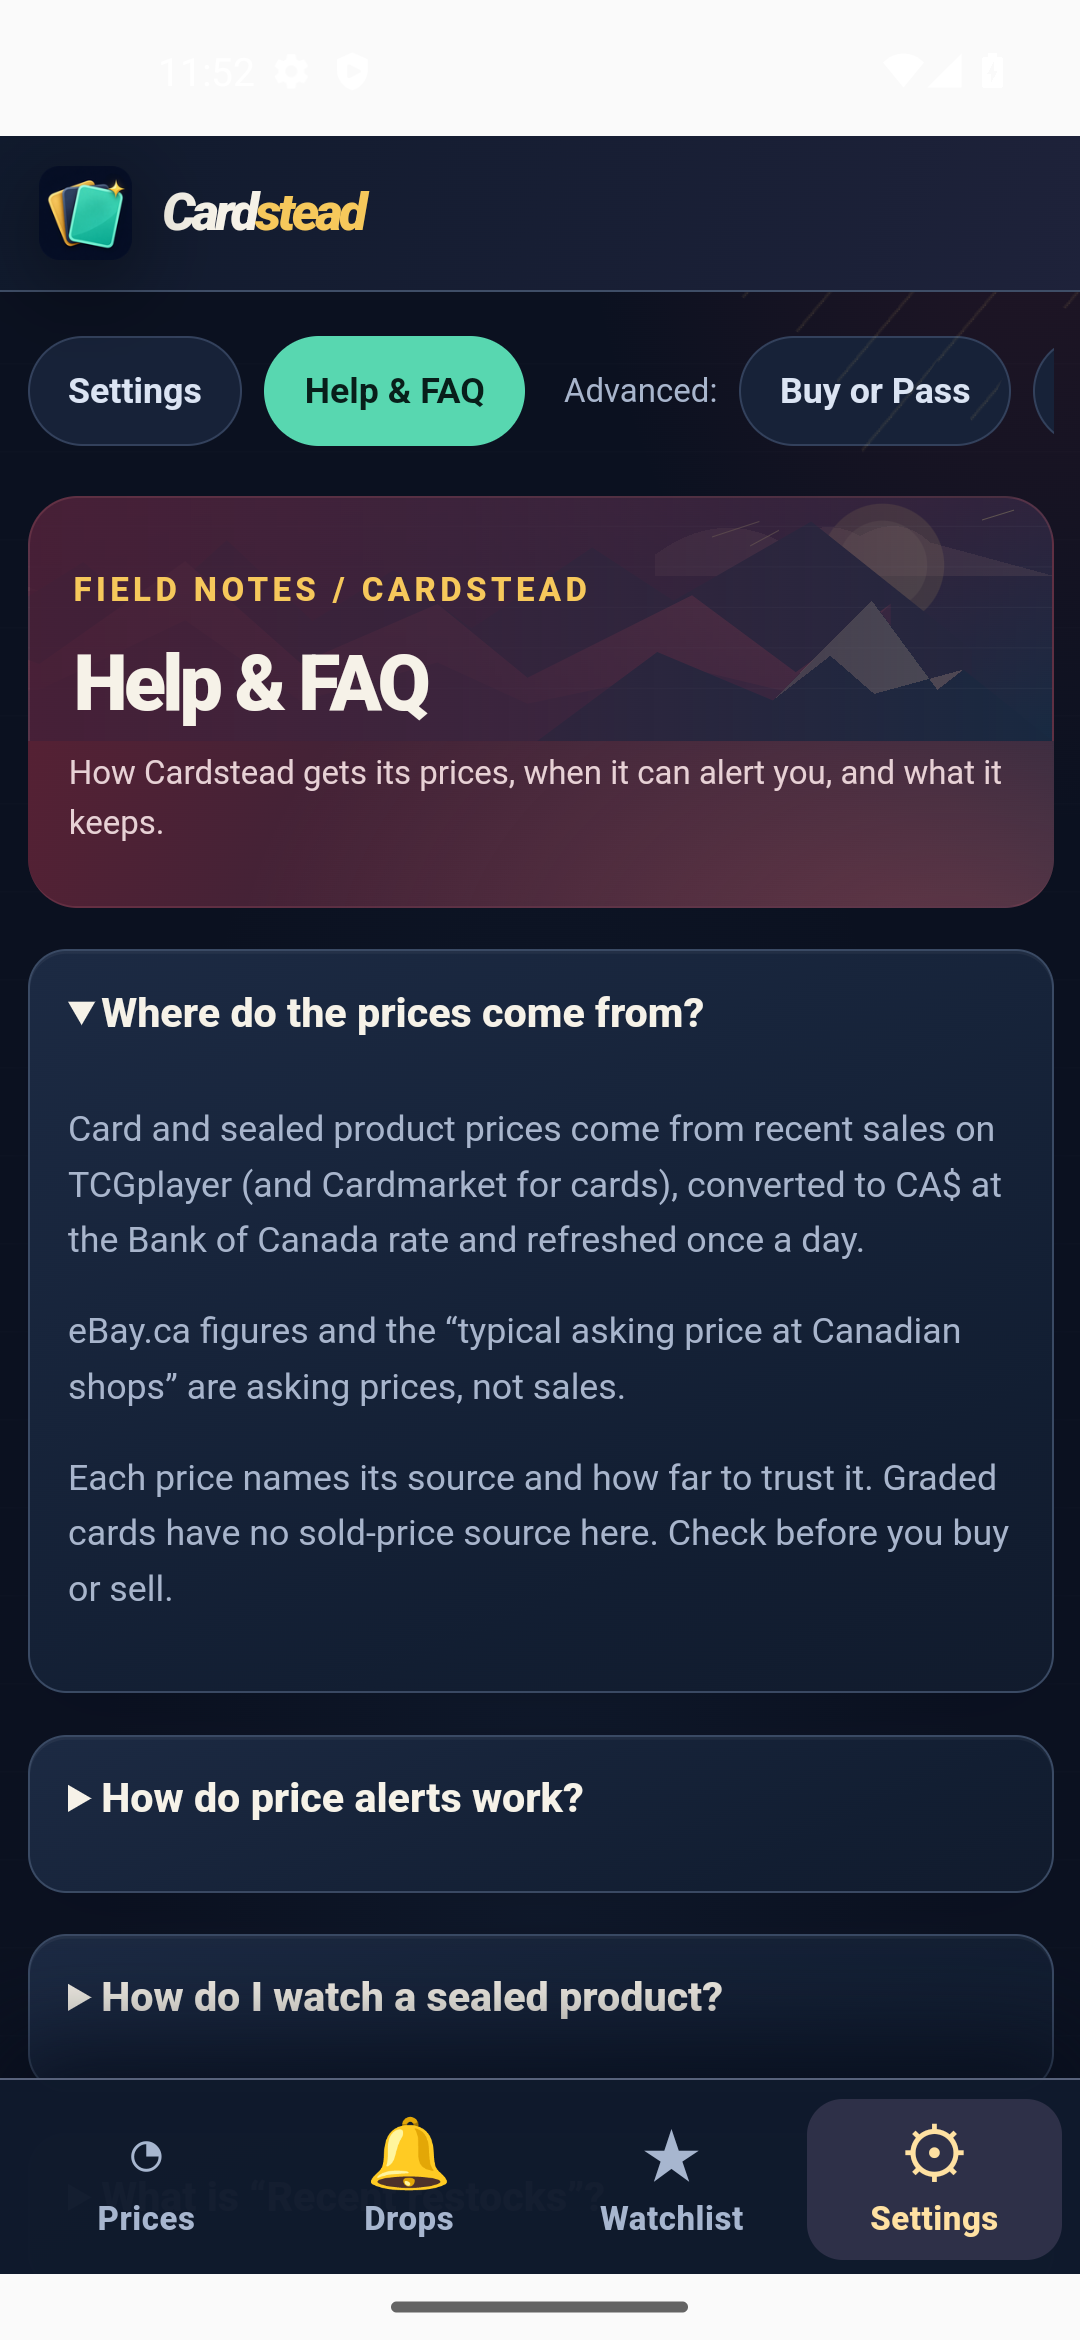 11:52
Cardstead
Settings
Help & FAQ
Advanced:
Buy or Pass
FIELD NOTES / CARDSTEAD
Help & FAQ
How Cardstead gets its prices, when it can alert you, and what it
keeps.
Where do the prices come from?
Card and sealed product prices come from recent sales on
TCGplayer (and Cardmarket for cards), converted to CA$ at
the Bank of Canada rate and refreshed once a day.
eBay.ca figures and the “typical asking price at Canadian
shops” are asking prices, not sales.
Each price names its source and how far to trust it. Graded
cards have no sold-price source here. Check before you buy
or sell.
How do price alerts work?
How do I watch a sealed product?
What is “Recent restocks”?
Prices
Drops
Watchlist
Settings